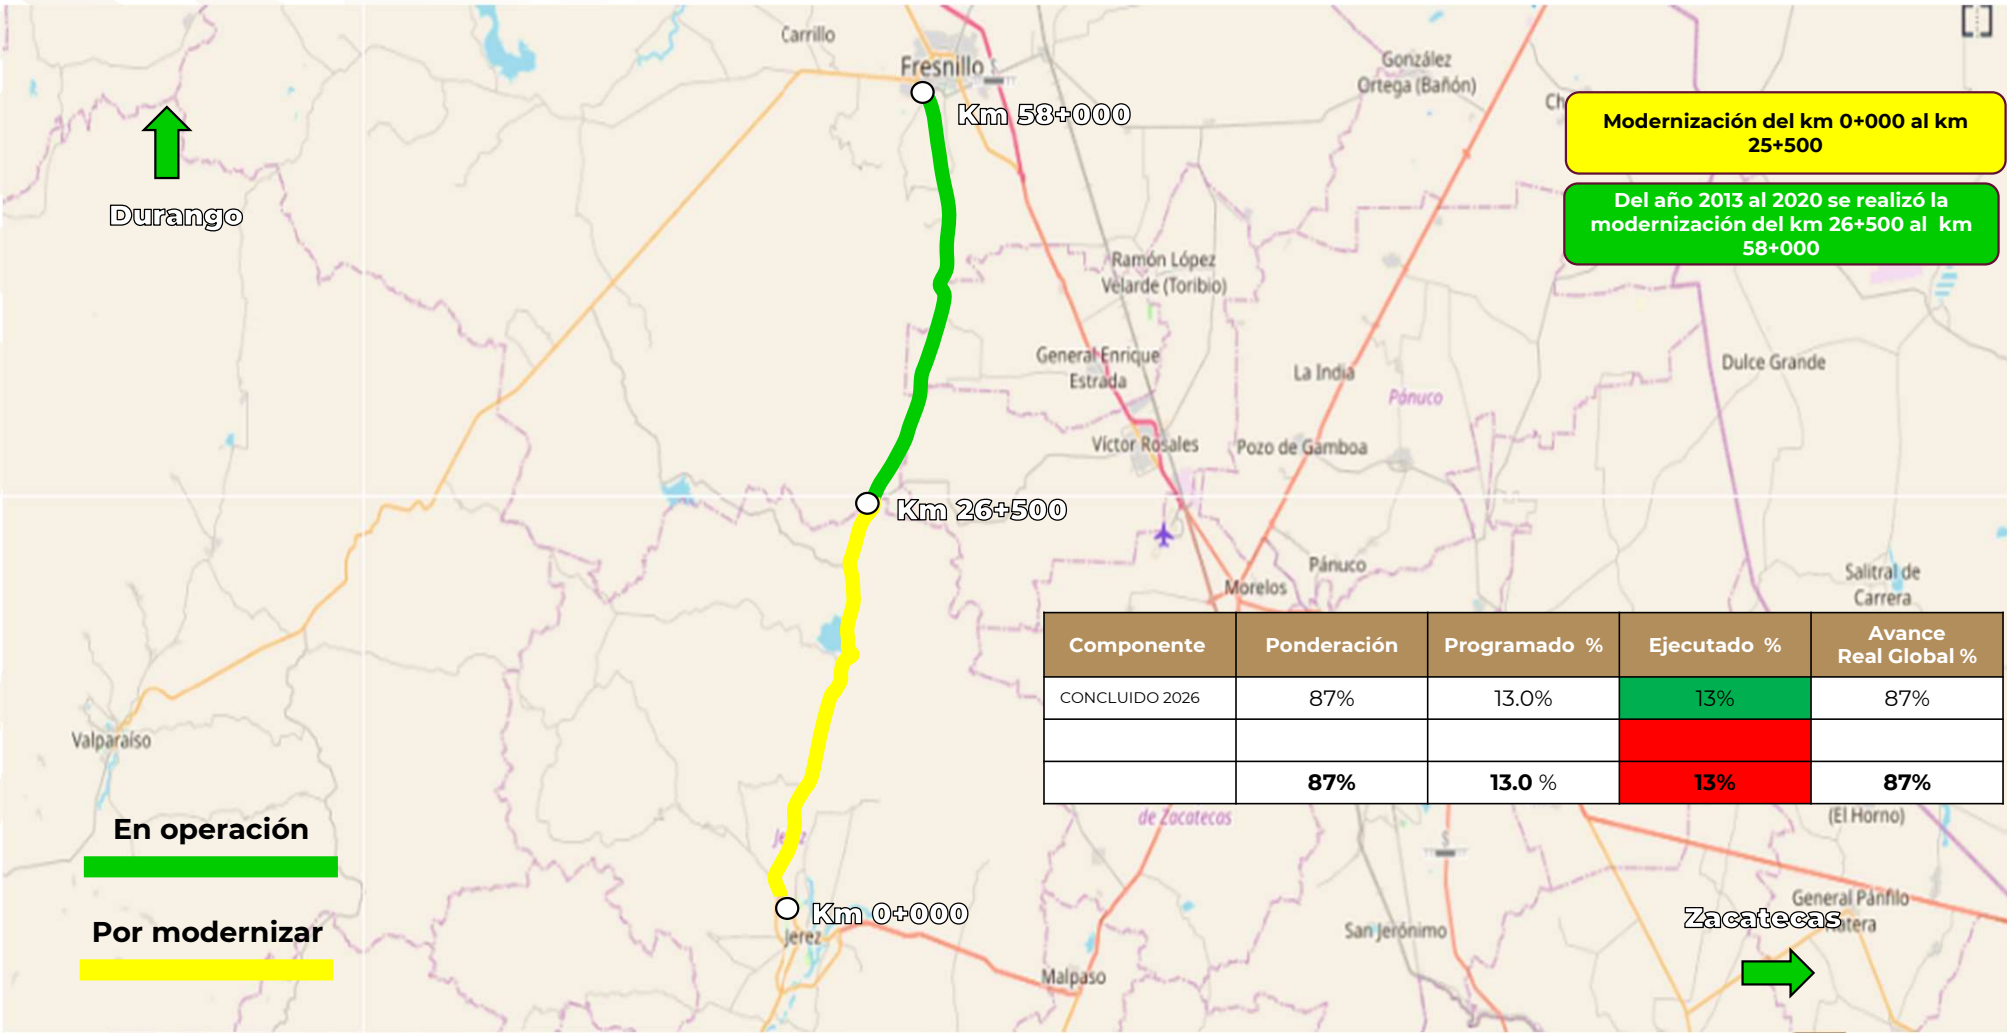 Carrillo
Fresnillo
González
Ortega (Bañón)
Ch
Km 58+000
Modernización del km 0+000 al km
25+500
Durango
Del año 2013 al 2020 se realizó la
modernización del km 26+500 al km
58+000
Ramón López
Velarde (Toribio)
General Enrique
Estrada
La India
Dulce Grande
Pánuco
Víctor Rosales
Pozo de Gamboa
Km 26+500
Pánuco
Morelos
Salitral de
Carrera
Componente Ponderación Programado % Ejecutado % Avance
Real Global %
CONCLUIDO 2026 87% 13.0% 13% 87%
87% 13.0 % 13% 87%
Valparaíso
de Zacatecas
(El Horno)
En operación
Jerez
Km 0+000
General Pánfilo
Natera
Zacatecas
Por modernizar
Jerez
San Jerónimo
Malpaso